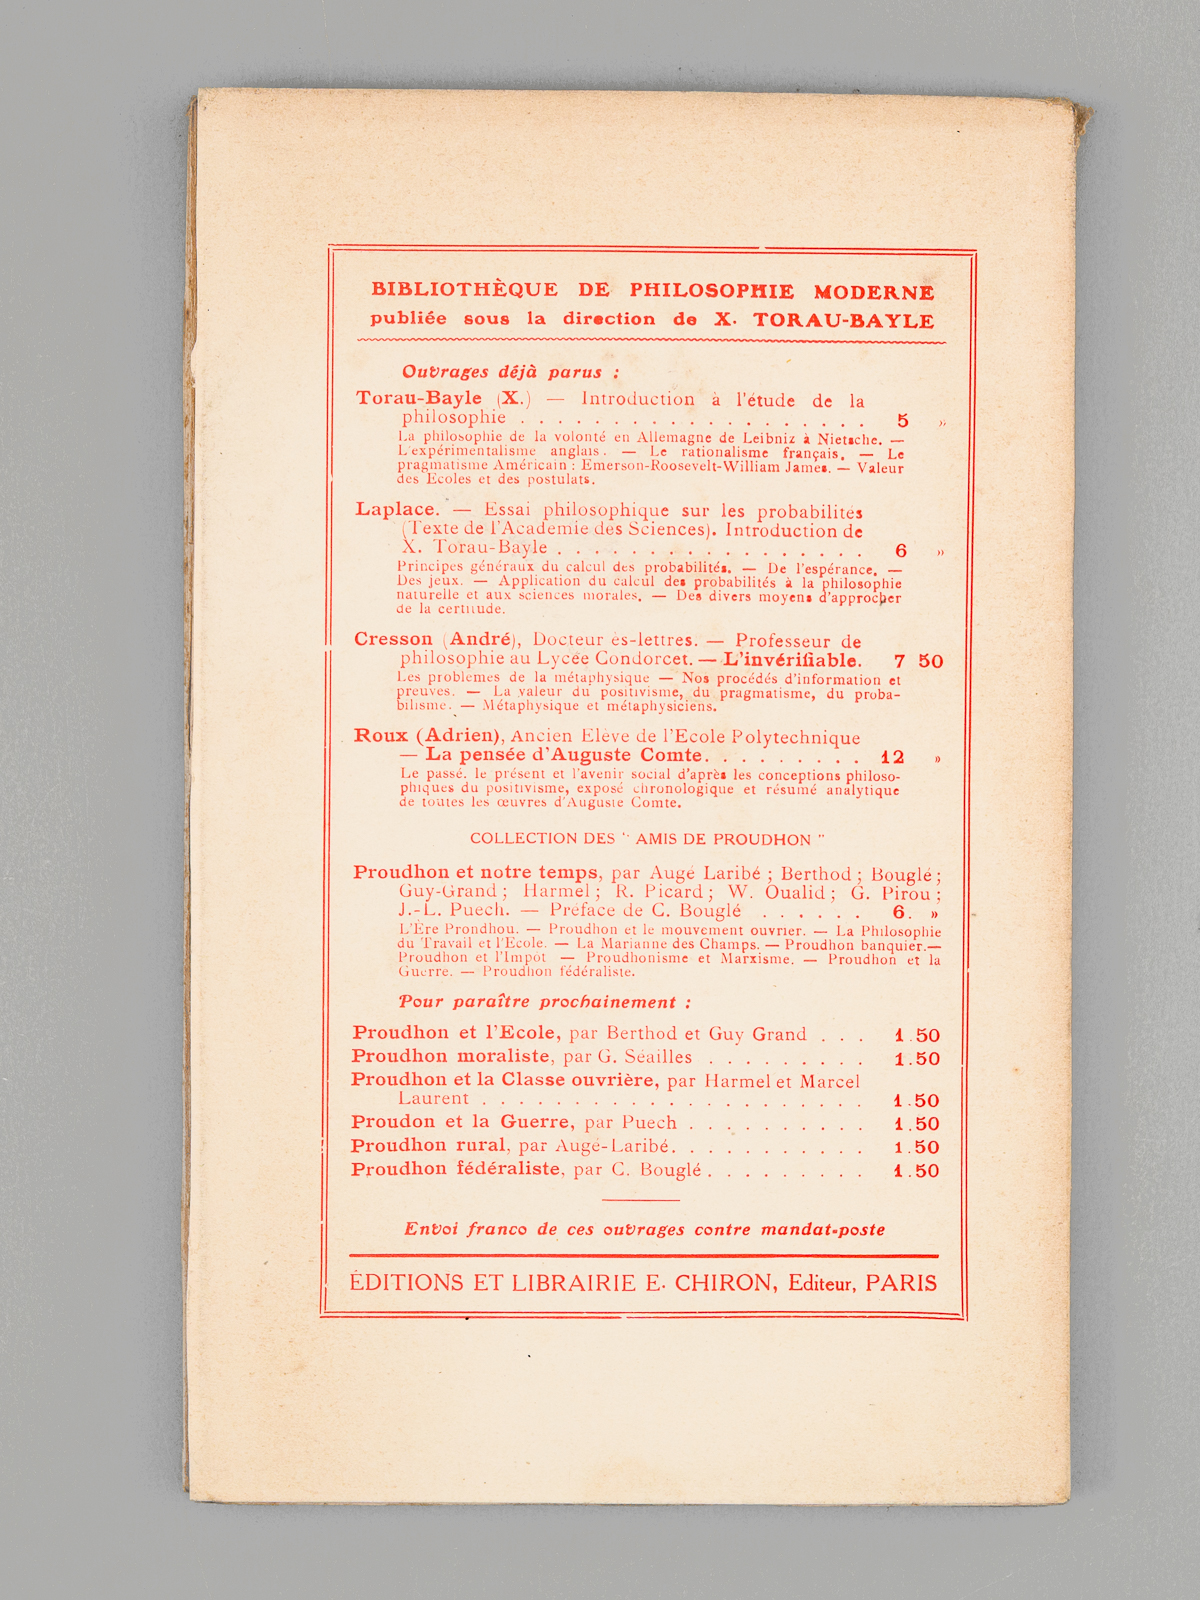 BIBLIOTHÈQUE DE PHILOSOPHIE MODERNE
publiée sous la direction de X. TORAU-BAYLE
Ouvrages déjà parus :
Torau-Bayle (X.) — Introduction à l'étude de la
philosophie . . . . . . . . . . . . . . . . . . . 5 »
La philosophie de la volonté en Allemagne de Leibniz à Nietsche. —
L'expérimentalisme anglais. — Le rationalisme français. — Le
pragmatisme Américain : Emerson-Roosevelt-William James. — Valeur
des Ecoles et des postulats.
Laplace. — Essai philosophique sur les probabilités
(Texte de l'Académie des Sciences). Introduction de
X. Torau-Bayle . . . . . . . . . . . . . . . . . 6 »
Principes généraux du calcul des probabilités. — De l'espérance. —
Des jeux. — Application du calcul des probabilités à la philosophie
naturelle et aux sciences morales. — Des divers moyens d'approcher
de la certitude.
Cresson (André), Docteur ès-lettres. — Professeur de
philosophie au Lycée Condorcet. — L'invérifiable. 7 50
Les problèmes de la métaphysique — Nos procédés d'information et
preuves. — La valeur du positivisme, du pragmatisme, du proba-
bilisme. — Métaphysique et métaphysiciens.
Roux (Adrien), Ancien Elève de l'Ecole Polytechnique
— La pensée d'Auguste Comte. . . . . . . . . . 12 »
Le passé. le présent et l'avenir social d'après les conceptions philoso-
phiques du positivisme, exposé chronologique et résumé analytique
de toutes les œuvres d'Auguste Comte.
COLLECTION DES " AMIS DE PROUDHON "
Proudhon et notre temps, par Augé Laribé ; Berthod ; Bouglé ;
Guy-Grand ; Harmel ; R. Picard ; W. Oualid ; G. Pirou ;
J.-L. Puech. — Préface de C. Bouglé . . . . . . 6. »
L'Ère Prondhou. — Proudhon et le mouvement ouvrier. — La Philosophie
du Travail et l'Ecole. — La Marianne des Champs. — Proudhon banquier.—
Proudhon et l'Impôt — Proudhonisme et Marxisme. — Proudhon et la
Guerre. — Proudhon fédéraliste.
Pour paraître prochainement :
Proudhon et l'Ecole, par Berthod et Guy Grand . . . 1.50
Proudhon moraliste, par G. Séailles . . . . . . . . . 1.50
Proudhon et la Classe ouvrière, par Harmel et Marcel
Laurent . . . . . . . . . . . . . . . . . . . . . 1.50
Proudon et la Guerre, par Puech . . . . . . . . . . 1.50
Proudhon rural, par Augé-Laribé. . . . . . . . . . . 1.50
Proudhon fédéraliste, par C. Bouglé . . . . . . . . . 1.50
Envoi franco de ces ouvrages contre mandat-poste
ÉDITIONS ET LIBRAIRIE E. CHIRON, Editeur, PARIS